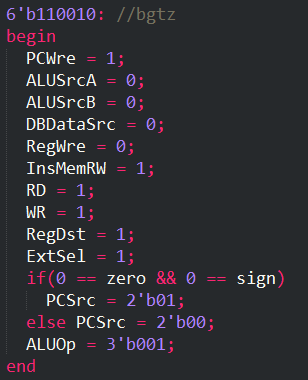 6'b110010: //bgtz
begin
PCWre = 1;
ALUSrcA = 0;
ALUSrcB = 0;
DBDataSrc = 0;
RegWre = 0;
InsMemRW = 1;
RD = 1;
WR = 1;
RegDst = 1;
ExtSel = 1;
if(0 == zero && 0 == sign)
PCSrc = 2'b01;
else PCSrc = 2'b00;
ALUOp = 3'b001;
end